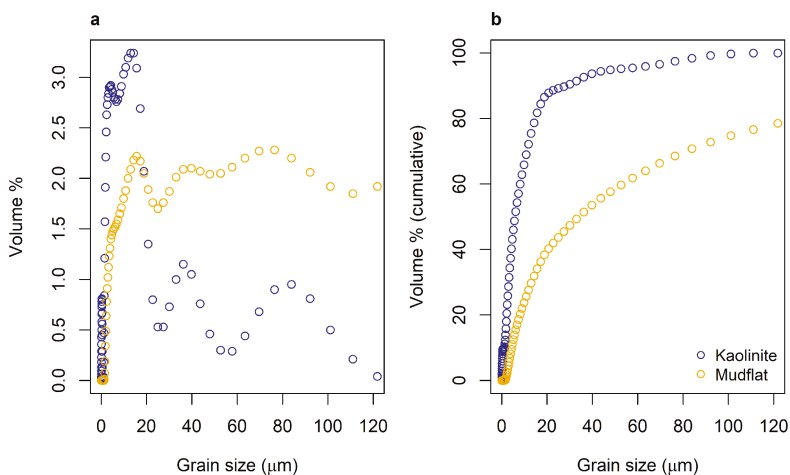 a
Volume %
3.0
2.5
2.0
1.5
1.0
0.5
0.0
0 20 40 60 80 100 120
Grain size (μm)
b
Volume % (cumulative)
100
80
60
40
20
0
Kaolinite
Mudflat
0 20 40 60 80 100 120
Grain size (μm)